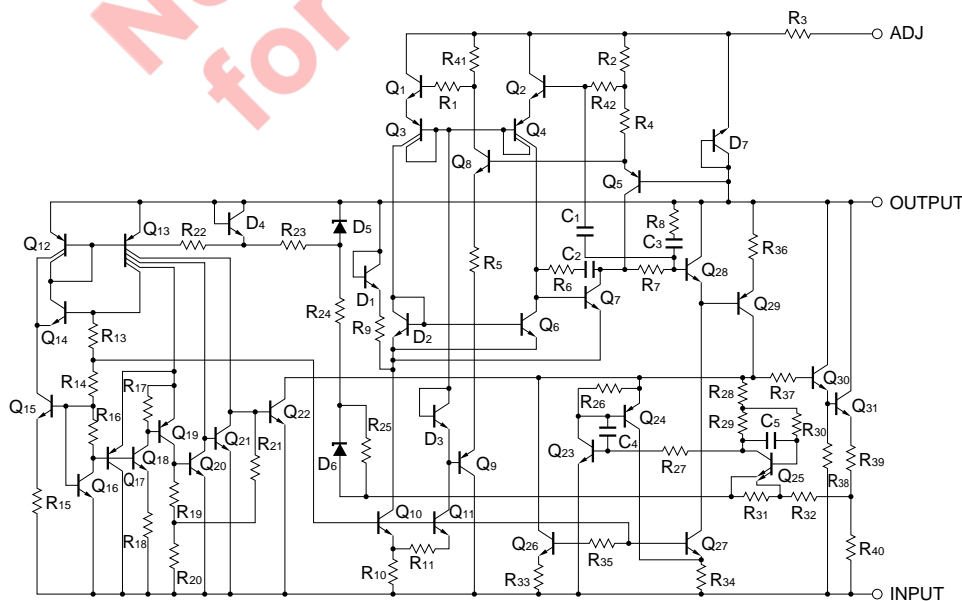 No
for
R3
ADJ
R41
R2
Q1
R1
Q2
R42
Q3
Q4
R4
D7
Q8
Q5
OUTPUT
Q12
Q13
D4
D5
C1
R8
C3
R22
R23
R36
C2
Q28
D1
R5
R6
R7
Q14
R24
R9
D2
Q6
Q7
Q29
R13
R14
R17
R26
R28
R37
Q30
Q15
R16
Q22
Q24
Q31
Q19
Q21
R21
R25
D3
C4
R29
C5
R30
Q18
Q20
D6
Q9
Q23
R27
Q25
R39
Q17
Q16
R38
R15
R19
Q10
Q11
R31
R32
R18
Q26
R35
Q27
R40
R20
R10
R11
R33
R34
INPUT